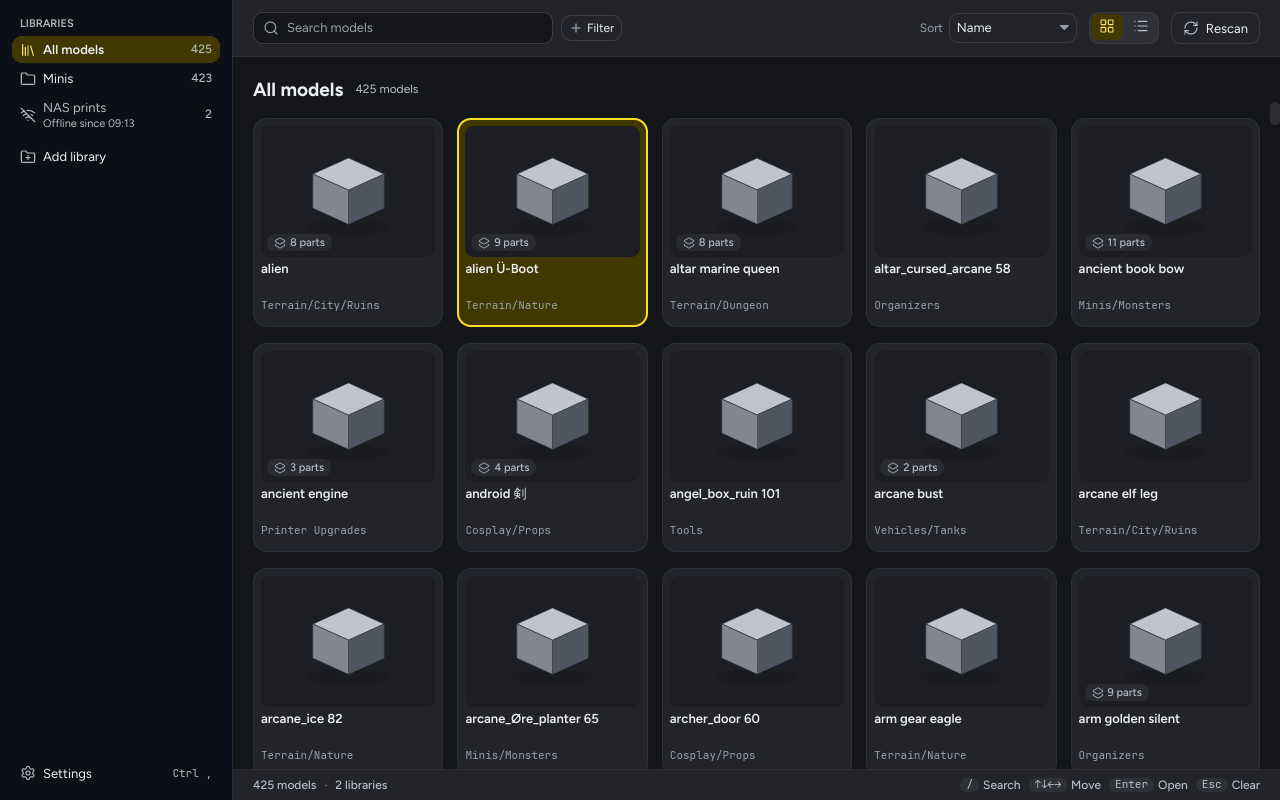 LIBRARIES
All models 425
Minis 423
NAS prints
Offline since 09:13
2
Add library
Settings Ctrl ,
Search models
Filter
Sort Name
Rescan
All models 425 models
8 parts
9 parts
8 parts
11 parts
alien
alien Ü-Boot
altar marine queen
altar_cursed_arcane 58
ancient book bow
Terrain/City/Ruins
Terrain/Nature
Terrain/Dungeon
Organizers
Minis/Monsters
3 parts
4 parts
2 parts
ancient engine
android 剣
angel_box_ruin 101
arcane bust
arcane elf leg
Printer Upgrades
Cosplay/Props
Tools
Vehicles/Tanks
Terrain/City/Ruins
9 parts
arcane_ice 82
arcane_Øre_planter 65
archer_door 60
arm gear eagle
arm golden silent
Terrain/Nature
Minis/Monsters
Cosplay/Props
Terrain/Nature
Organizers
425 models · 2 libraries
/ Search ↑↓←→ Move Enter Open Esc Clear